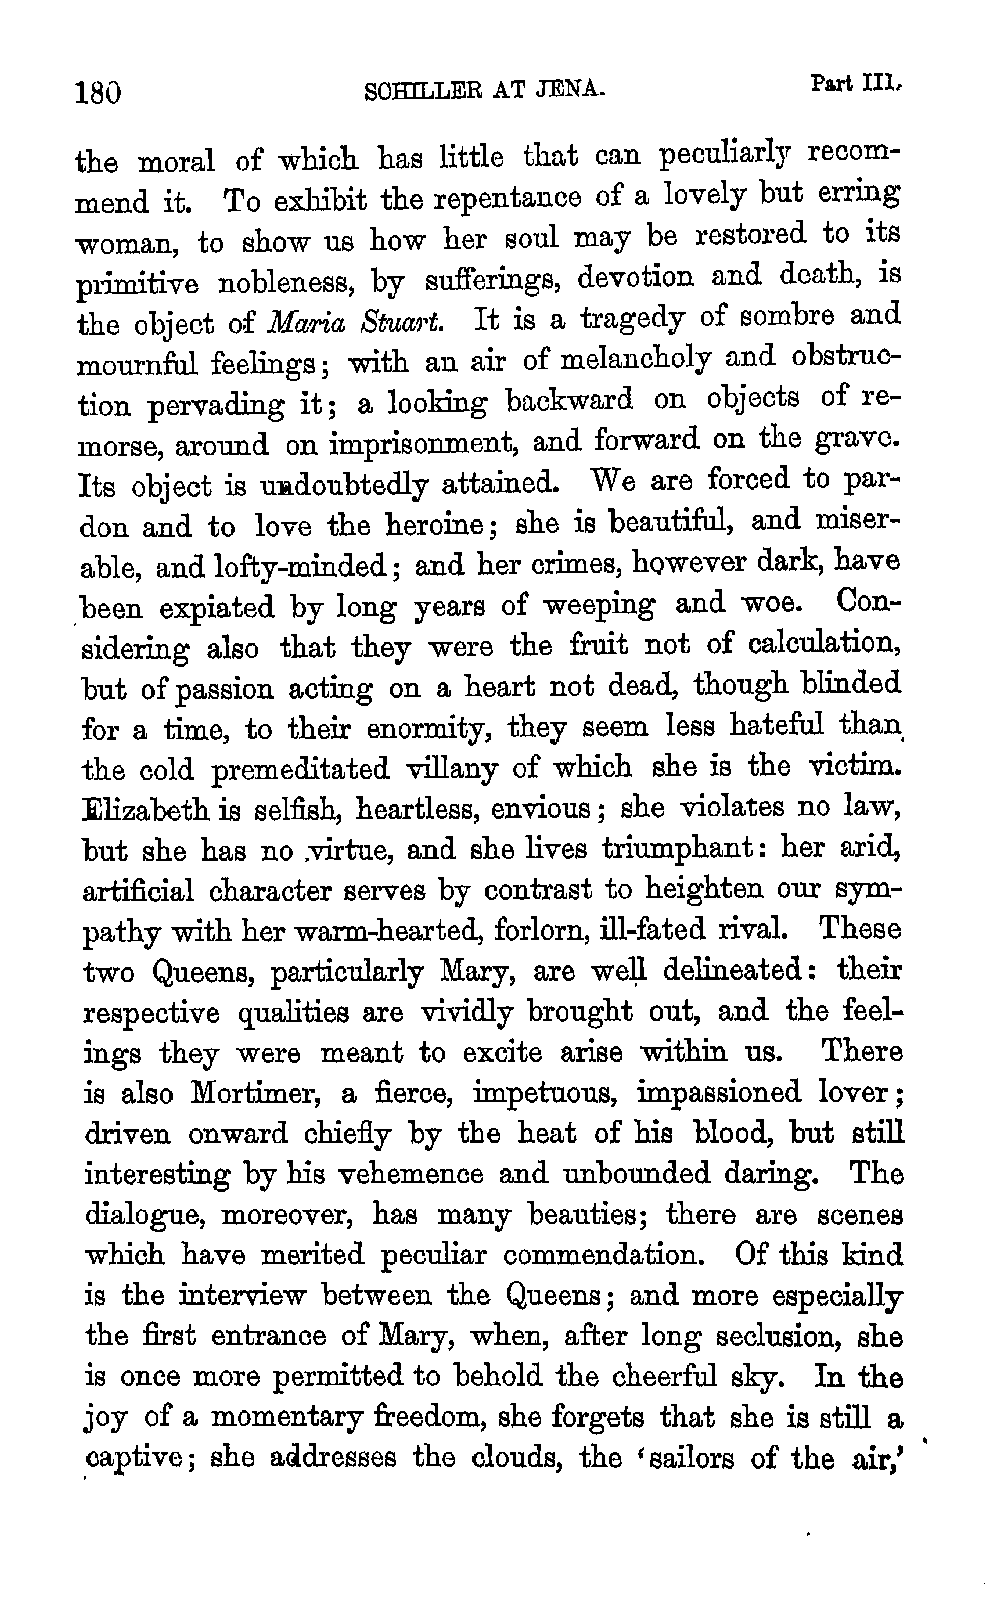 180 SCHILLER AT JENA. Part III.
the moral of which has little that can peculiarly recom-
mend it. To exhibit the repentance of a lovely but erring
woman, to show us how her soul may be restored to its
primitive nobleness, by sufferings, devotion and death, is
the object of Maria Stuart. It is a tragedy of sombre and
mournful feelings; with an air of melancholy and obstruc-
tion pervading it; a looking backward on objects of re-
morse, around on imprisonment, and forward on the grave.
Its object is undoubtedly attained. We are forced to par-
don and to love the heroine; she is beautiful, and miser-
able, and lofty-minded; and her crimes, however dark, have
been expiated by long years of weeping and woe. Con-
sidering also that they were the fruit not of calculation,
but of passion acting on a heart not dead, though blinded
for a time, to their enormity, they seem less hateful than
the cold premeditated villany of which she is the victim.
Elizabeth is selfish, heartless, envious; she violates no law,
but she has no virtue, and she lives triumphant: her arid,
artificial character serves by contrast to heighten our sym-
pathy with her warm-hearted, forlorn, ill-fated rival. These
two Queens, particularly Mary, are well delineated: their
respective qualities are vividly brought out, and the feel-
ings they were meant to excite arise within us. There
is also Mortimer, a fierce, impetuous, impassioned lover;
driven onward chiefly by the heat of his blood, but still
interesting by his vehemence and unbounded daring. The
dialogue, moreover, has many beauties; there are scenes
which have merited peculiar commendation. Of this kind
is the interview between the Queens; and more especially
the first entrance of Mary, when, after long seclusion, she
is once more permitted to behold the cheerful sky. In the
joy of a momentary freedom, she forgets that she is still a
captive; she addresses the clouds, the 'sailors of the air,'